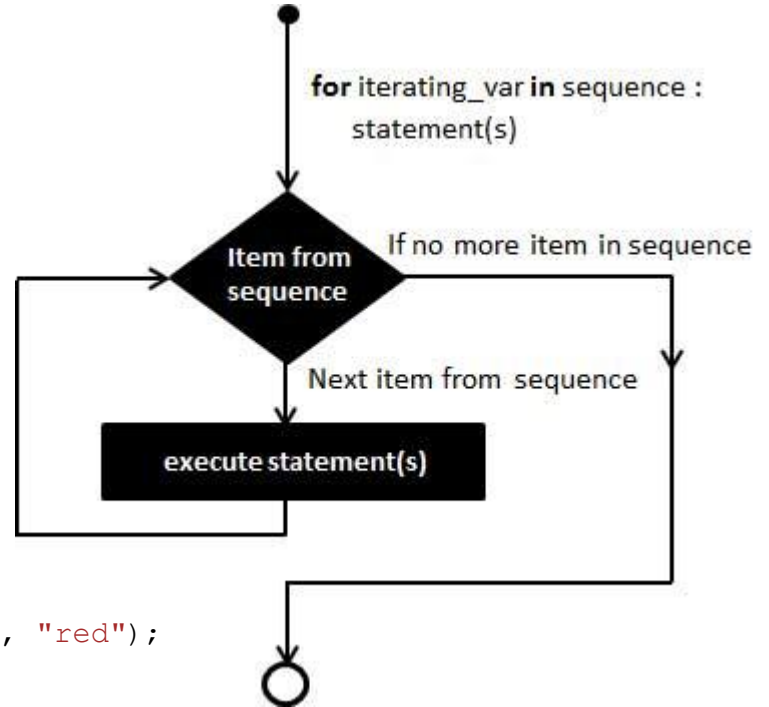 for iterating_var in sequence :
statement(s)
If no more item in sequence
Item from
sequence
Next item from sequence
execute statement(s)
, "red");